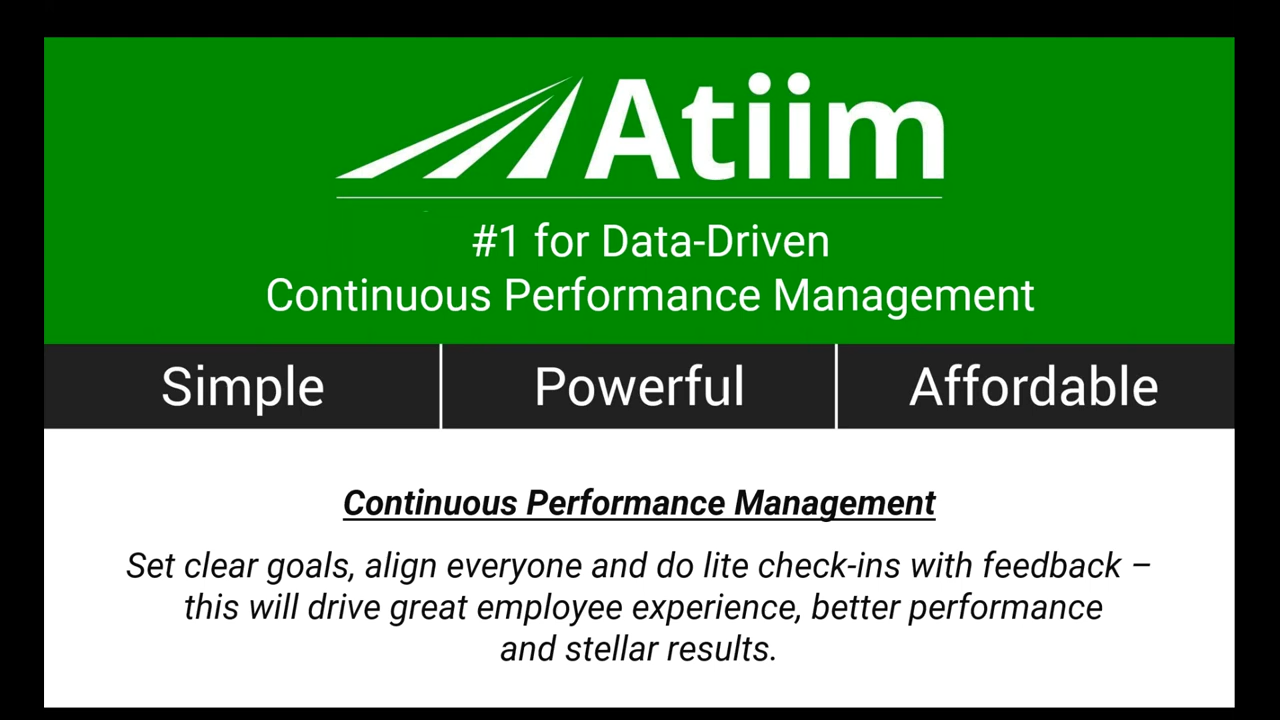 Atiim
#1 for Data-Driven
Continuous Performance Management
Simple
Powerful
Affordable
Continuous Performance Management
Set clear goals, align everyone and do lite check-ins with feedback –
this will drive great employee experience, better performance
and stellar results.